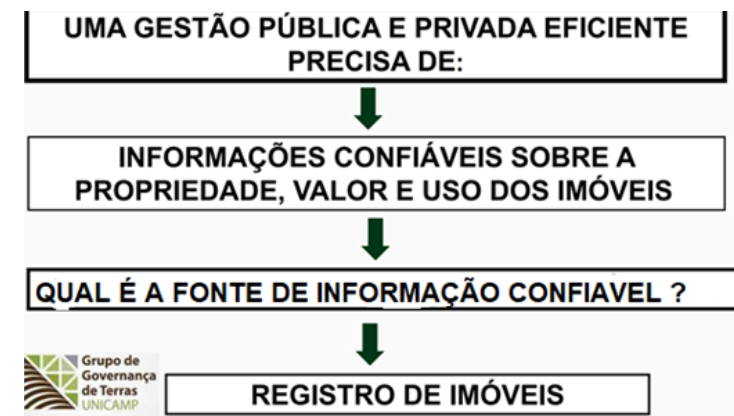 UMA GESTÃO PÚBLICA E PRIVADA EFICIENTE
PRECISA DE:
INFORMAÇÕES CONFIÁVEIS SOBRE A
PROPRIEDADE, VALOR E USO DOS IMÓVEIS
QUAL É A FONTE DE INFORMAÇÃO CONFIAVEL ?
Grupo de
Governança
de Terras
UNICAMP
REGISTRO DE IMÓVEIS